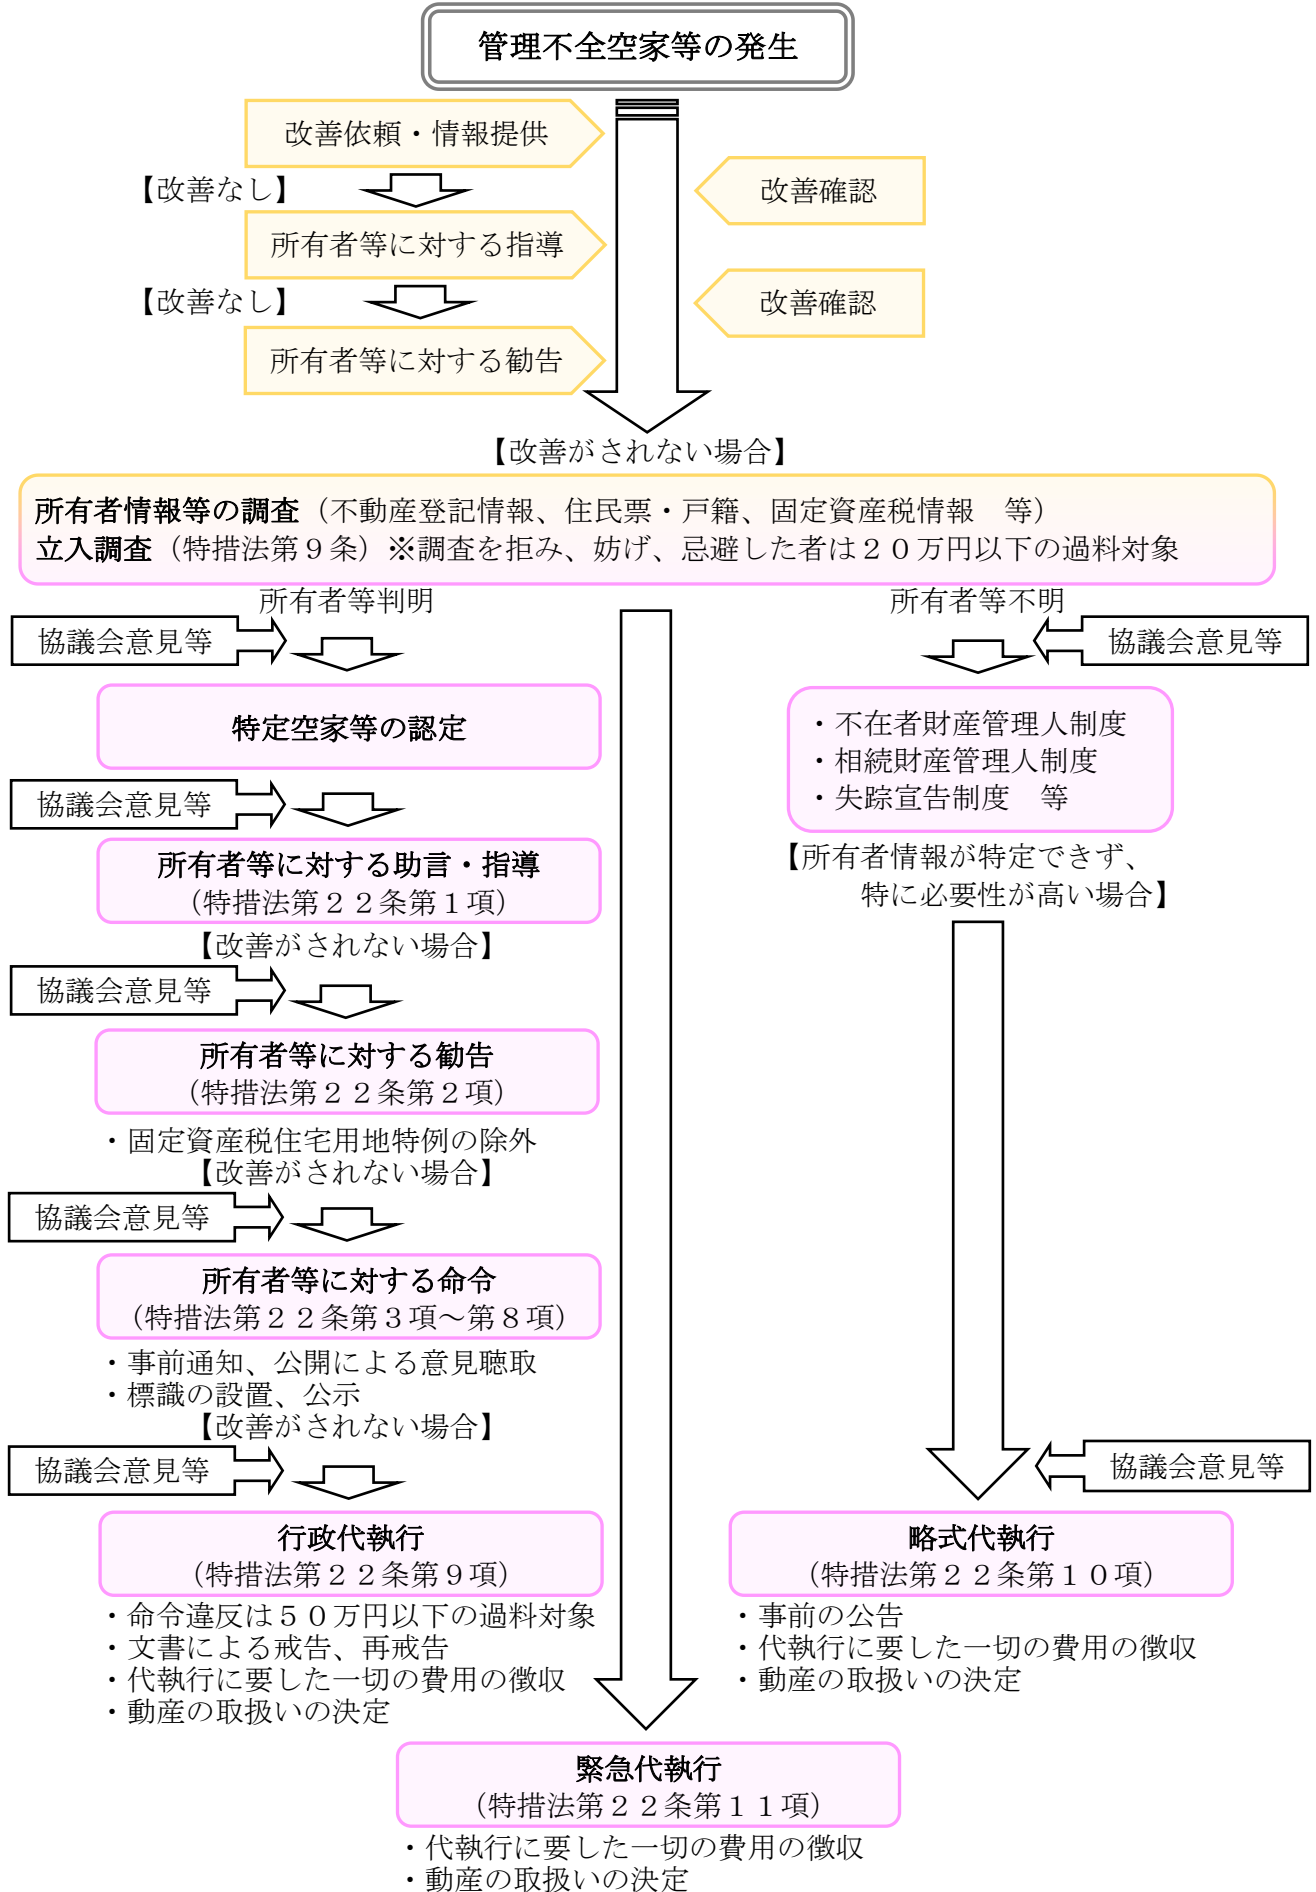 管理不全空家等の発生
改善依頼・情報提供
【改善なし】
改善確認
所有者等に対する指導
【改善なし】
改善確認
所有者等に対する勧告
【改善がされない場合】
所有者情報等の調査（不動産登記情報、住民票・戸籍、固定資産税情報　等）
立入調査（特措法第９条）※調査を拒み、妨げ、忌避した者は２０万円以下の過料対象
所有者等判明
協議会意見等
特定空家等の認定
協議会意見等
所有者等に対する助言・指導
（特措法第２２条第１項）
【改善がされない場合】
協議会意見等
所有者等に対する勧告
（特措法第２２条第２項）
・固定資産税住宅用地特例の除外
【改善がされない場合】
協議会意見等
所有者等に対する命令
（特措法第２２条第３項～第８項）
・事前通知、公開による意見聴取
・標識の設置、公示
【改善がされない場合】
協議会意見等
行政代執行
（特措法第２２条第９項）
・命令違反は５０万円以下の過料対象
・文書による戒告、再戒告
・代執行に要した一切の費用の徴収
・動産の取扱いの決定
所有者等不明
協議会意見等
・不在者財産管理人制度
・相続財産管理人制度
・失踪宣告制度　等
【所有者情報が特定できず、
特に必要性が高い場合】
協議会意見等
略式代執行
（特措法第２２条第１０項）
・事前の公告
・代執行に要した一切の費用の徴収
・動産の取扱いの決定
緊急代執行
（特措法第２２条第１１項）
・代執行に要した一切の費用の徴収
・動産の取扱いの決定